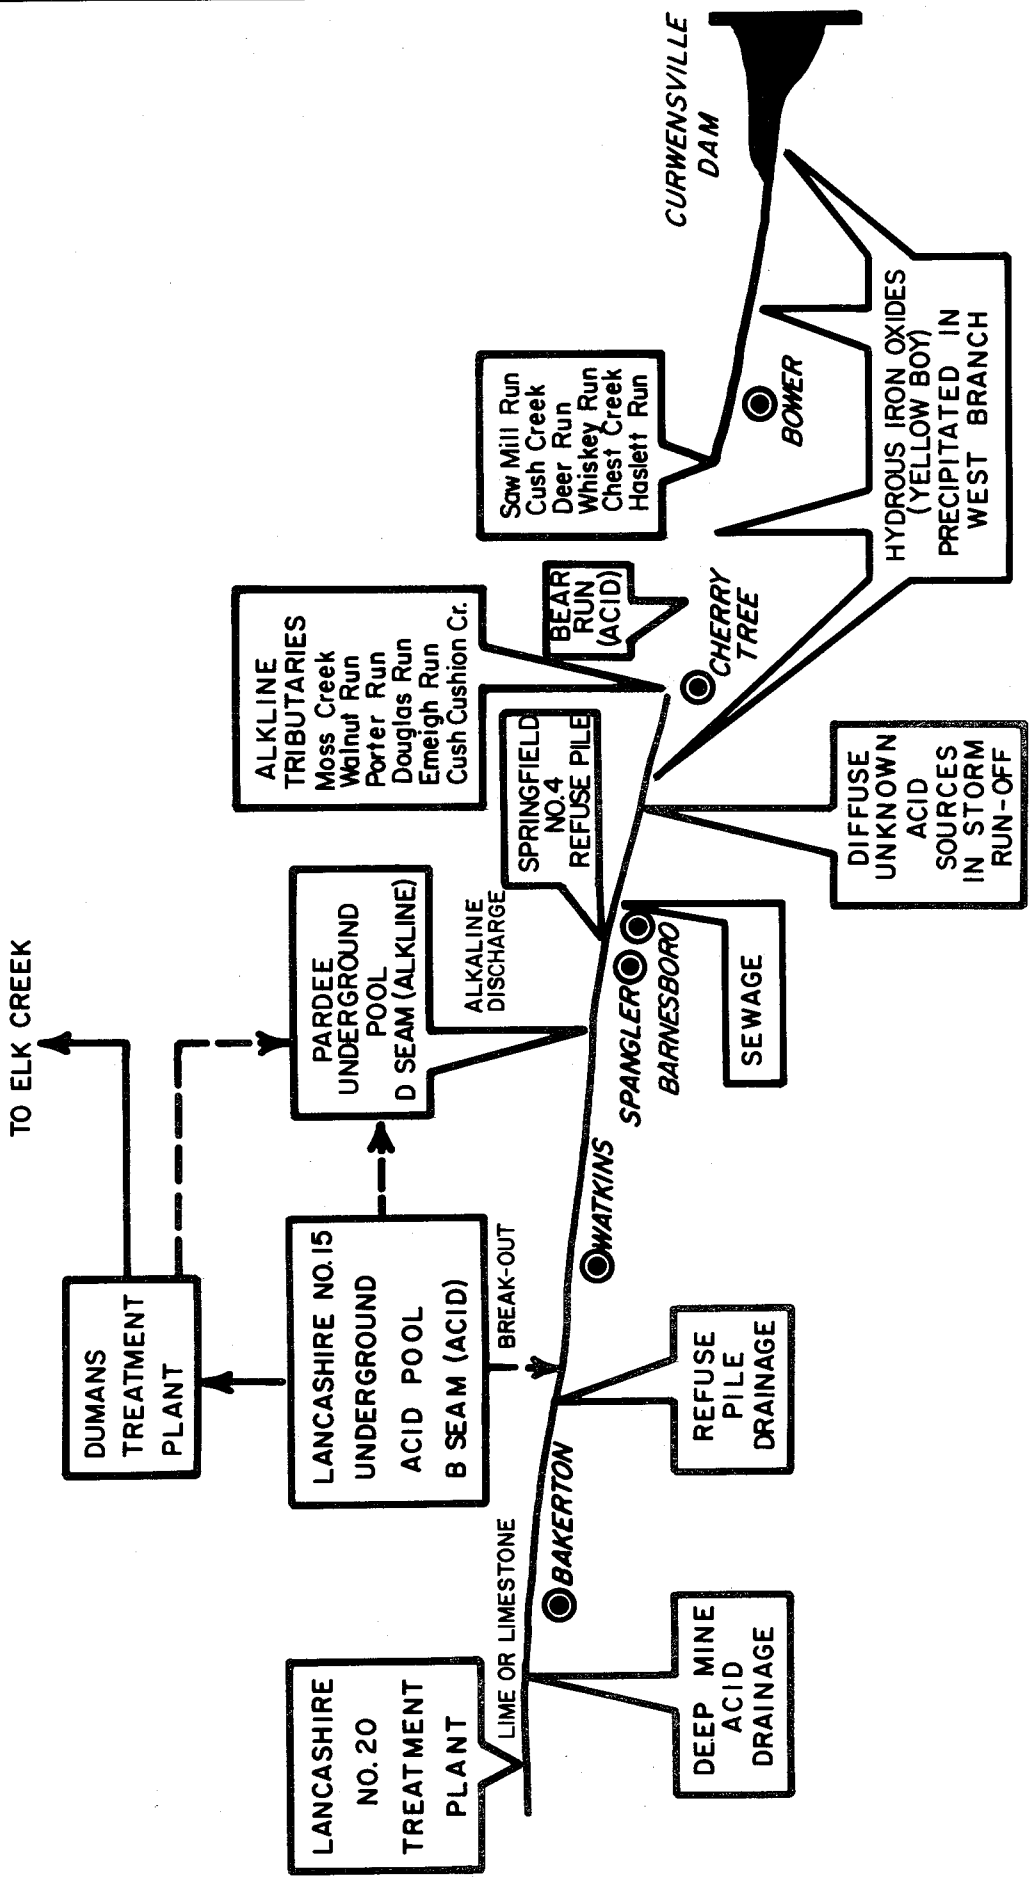 TO ELK CREEK
DUMANS
TREATMENT
PLANT
LANCASHIRE
NO. 20
TREATMENT
PLANT
LANCASHIRE NO. 15
UNDERGROUND
ACID POOL
B SEAM (ACID)
PARDEE
UNDERGROUND
POOL
D SEAM (ALKLINE)
ALKLINE
TRIBUTARIES
Moss Creek
Walnut Run
Porter Run
Douglas Run
Emeigh Run
Cush Cushion Cr.
Saw Mill Run
Cush Creek
Deer Run
Whiskey Run
Chest Creek
Haslett Run
LIME OR LIMESTONE
BREAK-OUT
ALKALINE
DISCHARGE
SPRINGFIELD
NO. 4
REFUSE PILE
BEAR
RUN
(ACID)
CURWENSVILLE
DAM
BAKERTON
WATKINS
SPANGLER
BARNESBORO
CHERRY
TREE
BOWER
DEEP MINE
ACID
DRAINAGE
REFUSE
PILE
DRAINAGE
SEWAGE
DIFFUSE
UNKNOWN
ACID
SOURCES
IN STORM
RUN-OFF
HYDROUS IRON OXIDES
(YELLOW BOY)
PRECIPITATED IN
WEST BRANCH